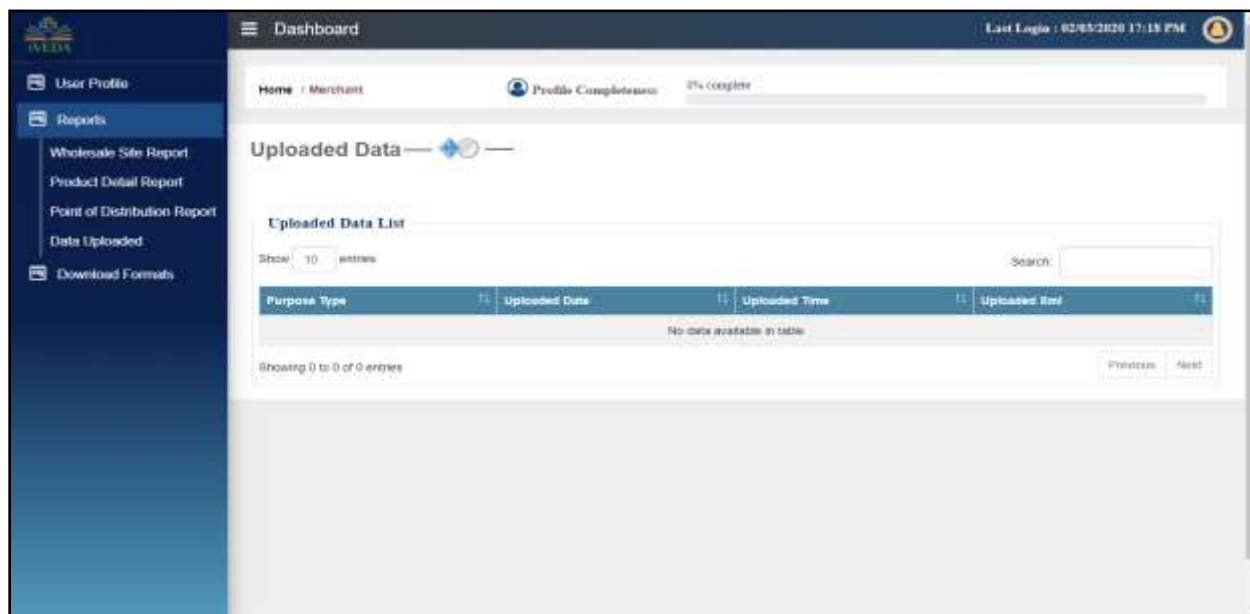 iVEDA
Dashboard
Last Login : 02/03/2020 17:18 PM
User Profile
Reports
Wholesale Site Report
Product Detail Report
Point of Distribution Report
Data Uploaded
Download Formats
Home / Merchant
Profile Completeness
0% complete
Uploaded Data
Uploaded Data List
Show 10 entries
Search:
Purpose Type
Uploaded Date
Uploaded Time
Uploaded
No data available in table
Showing 0 to 0 of 0 entries
Previous
Next